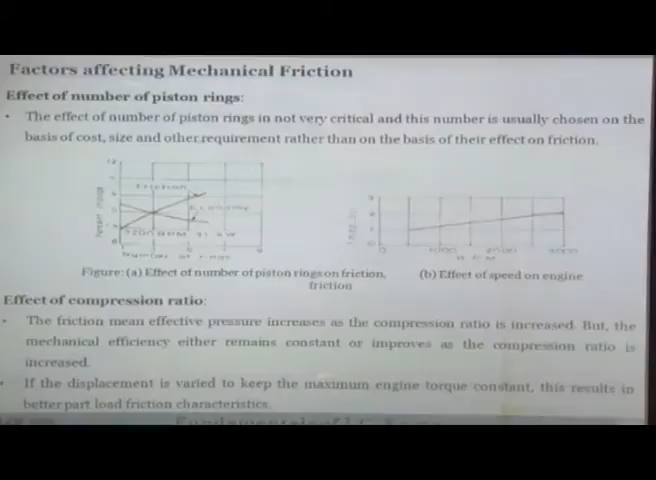 Factors affecting Mechanical Friction
Effect of number of piston rings:
• The effect of number of piston rings in not very critical and this number is usually chosen on the
basis of cost, size and other requirement rather than on the basis of their effect on friction.
Friction
Figure: (a) Effect of number of piston rings on friction,
friction
(b) Effect of speed on engine
Effect of compression ratio:
• The friction mean effective pressure increases as the compression ratio is increased. But, the
mechanical efficiency either remains constant or improves as the compression ratio is
increased.
• If the displacement is varied to keep the maximum engine torque constant, this results in
better part load friction characteristics.